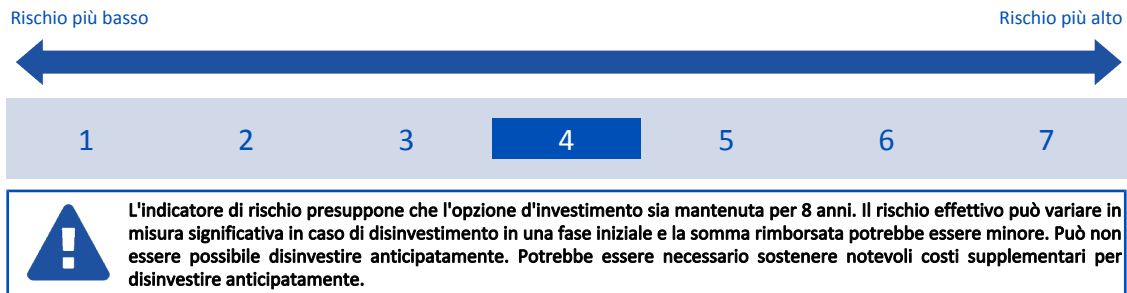 Rischio più basso Rischio più alto
1 2 3 4 5 6 7
L'indicatore di rischio presuppone che l'opzione d'investimento sia mantenuta per 8 anni. Il rischio effettivo può variare in
misura significativa in caso di disinvestimento in una fase iniziale e la somma rimborsata potrebbe essere minore. Può non
essere possibile disinvestire anticipatamente. Potrebbe essere necessario sostenere notevoli costi supplementari per
disinvestire anticipatamente.